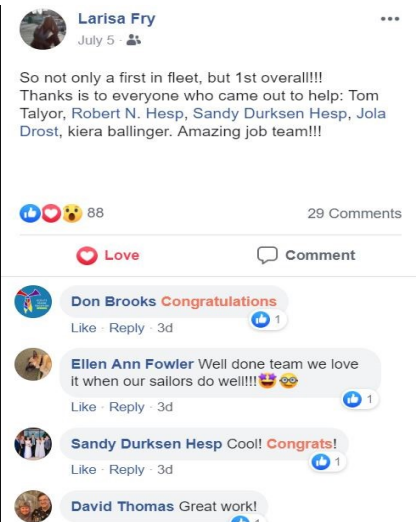 Larisa Fry
July 5
So not only a first in fleet, but 1st overall!!!
Thanks is to everyone who came out to help: Tom
Talyor, Robert N. Hesp, Sandy Durksen Hesp, Jola
Drost, kiera ballinger. Amazing job team!!!
88
29 Comments
Love
Comment
Don Brooks Congratulations
Like · Reply · 3d
1
Ellen Ann Fowler Well done team we love
it when our sailors do well!!!
Like · Reply · 3d
1
Sandy Durksen Hesp Cool! Congrats!
Like · Reply · 3d
1
David Thomas Great work!